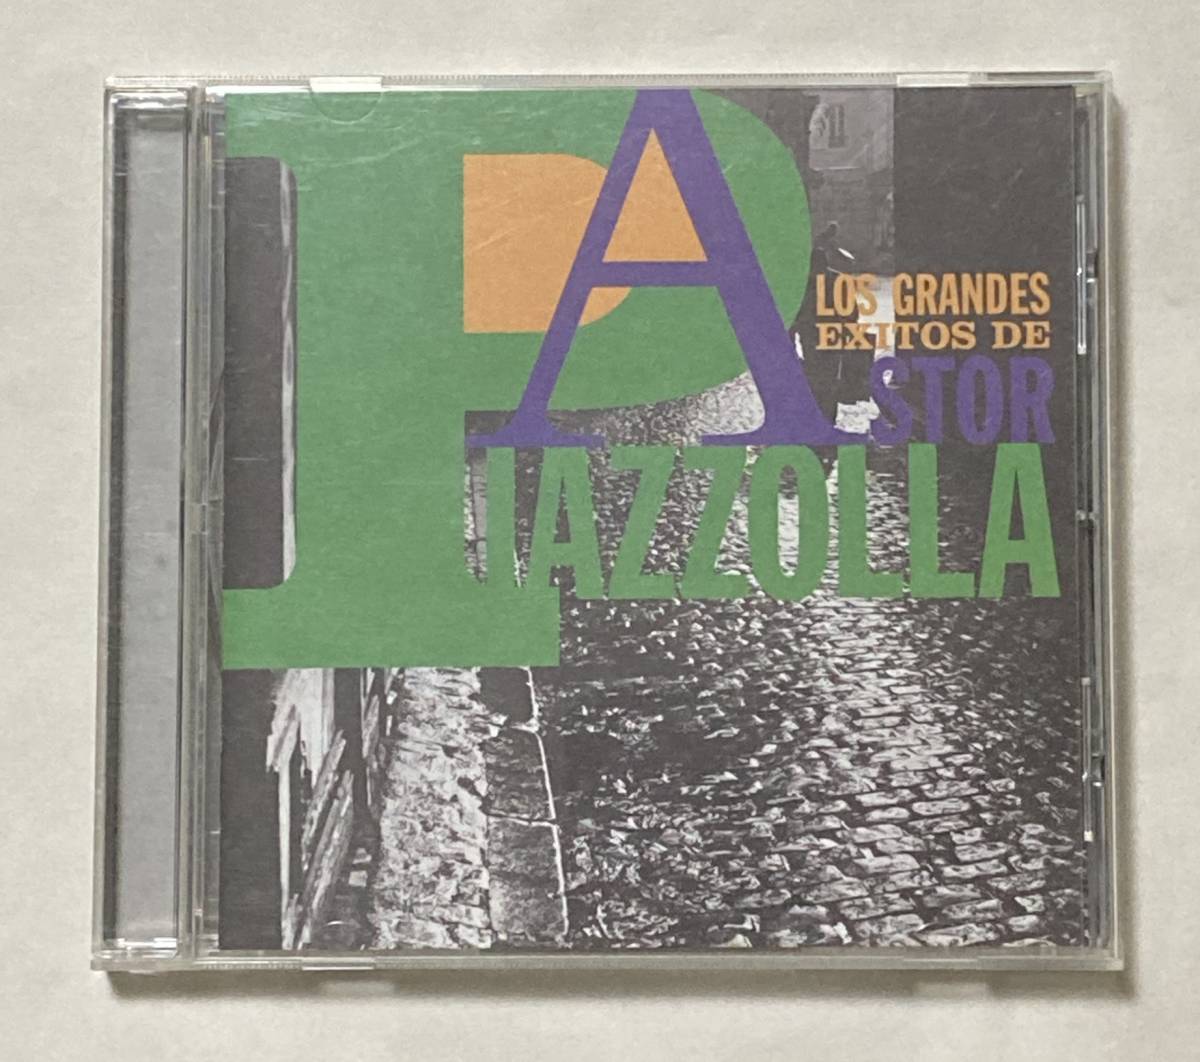 LOS GRANDES
EXITOS DE
ASTOR
PIAZZOLLA